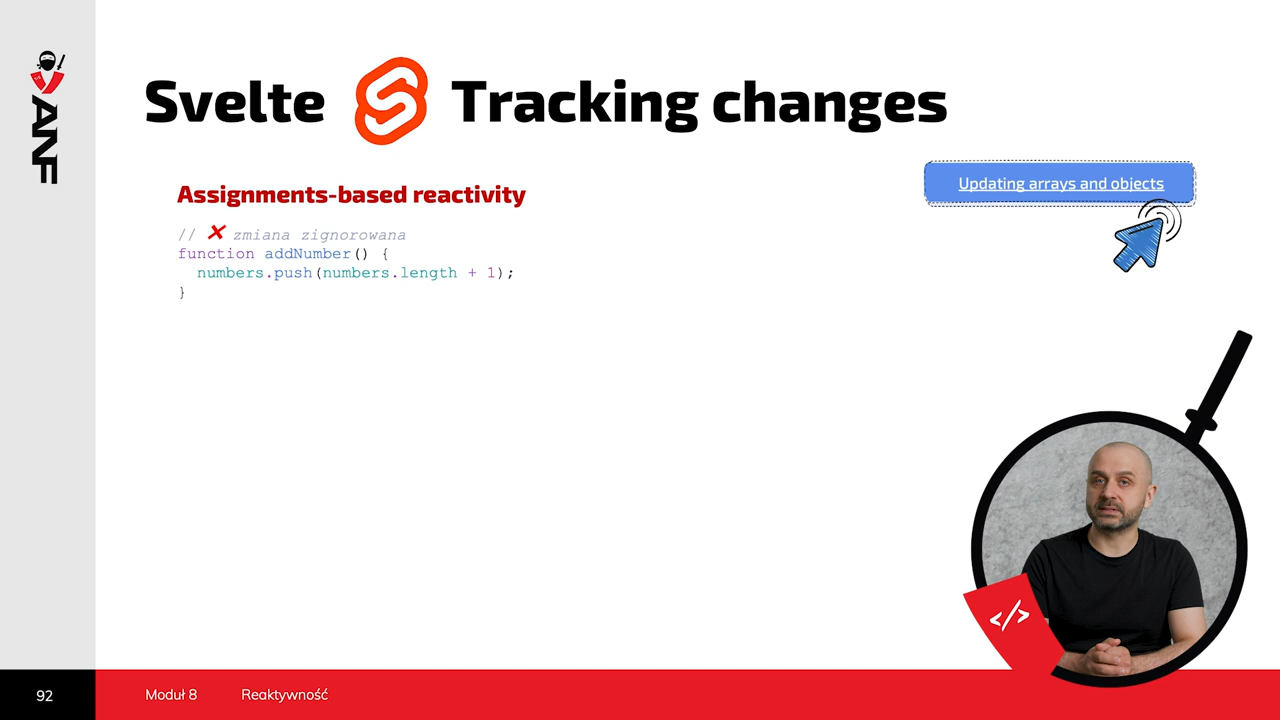 ANF
Svelte Tracking changes
Assignments-based reactivity
Updating arrays and objects
// ❌ zmiana zignorowana
function addNumber() {
  numbers.push(numbers.length + 1);
}
</>
92
Moduł 8
Reaktywność